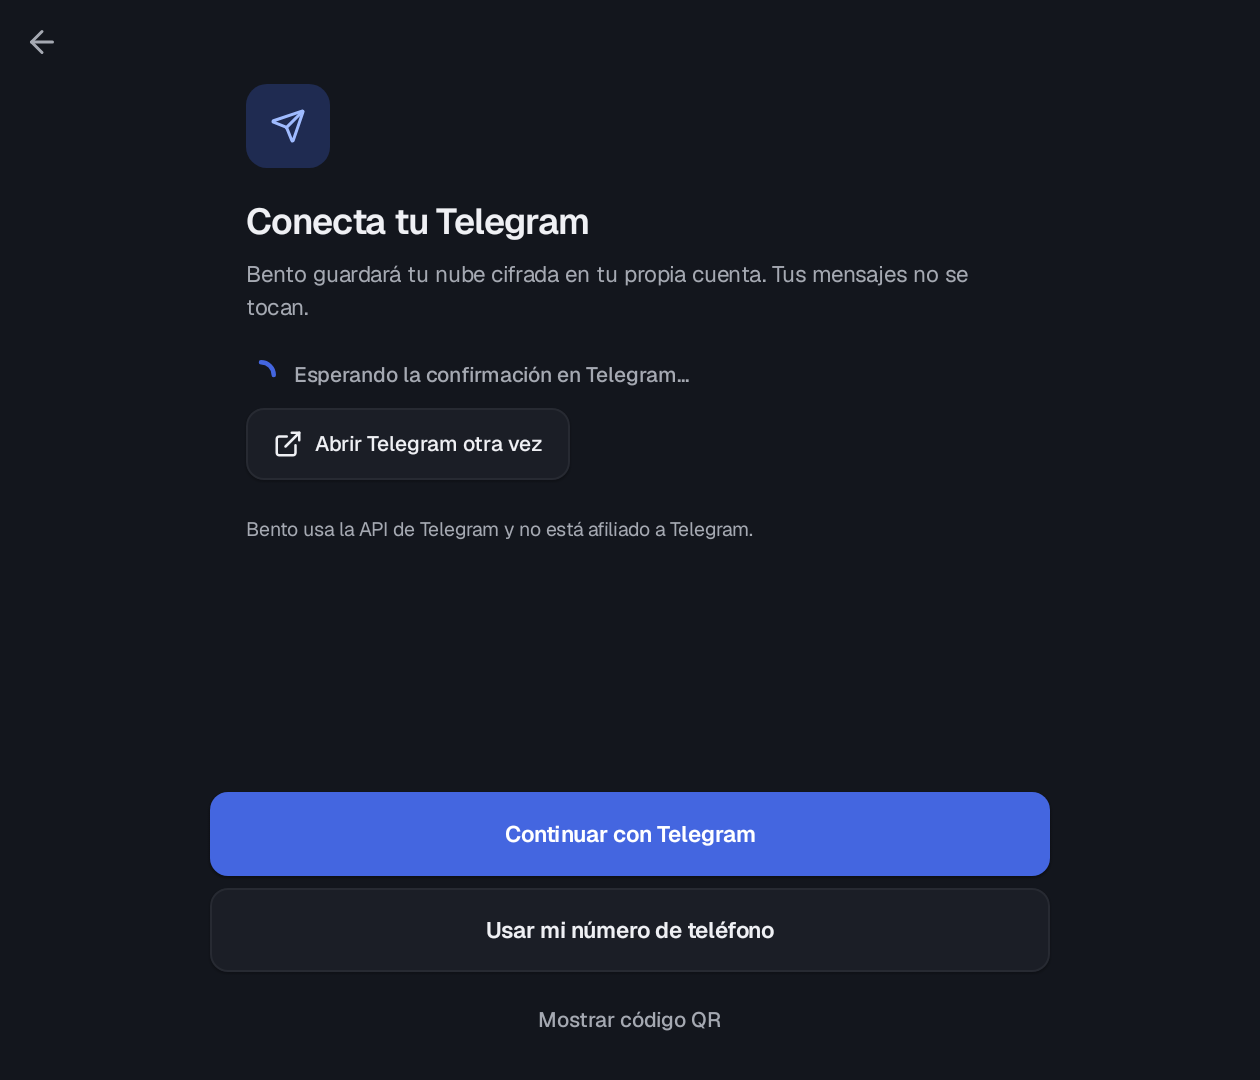 Conecta tu Telegram
Bento guardará tu nube cifrada en tu propia cuenta. Tus mensajes no se
tocan.
Esperando la confirmación en Telegram...
Abrir Telegram otra vez
Bento usa la API de Telegram y no está afiliado a Telegram.
Continuar con Telegram
Usar mi número de teléfono
Mostrar código QR